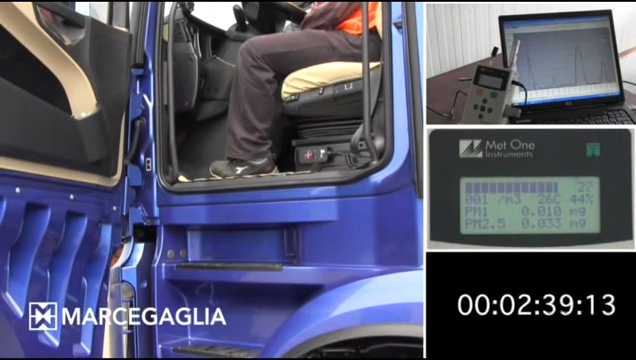 MARCEGAGLIA
Met One
Instruments
22
001 /m3 26C 44%
PM1 0.010 mg
PM2.5 0.033 mg
00:02:39:13